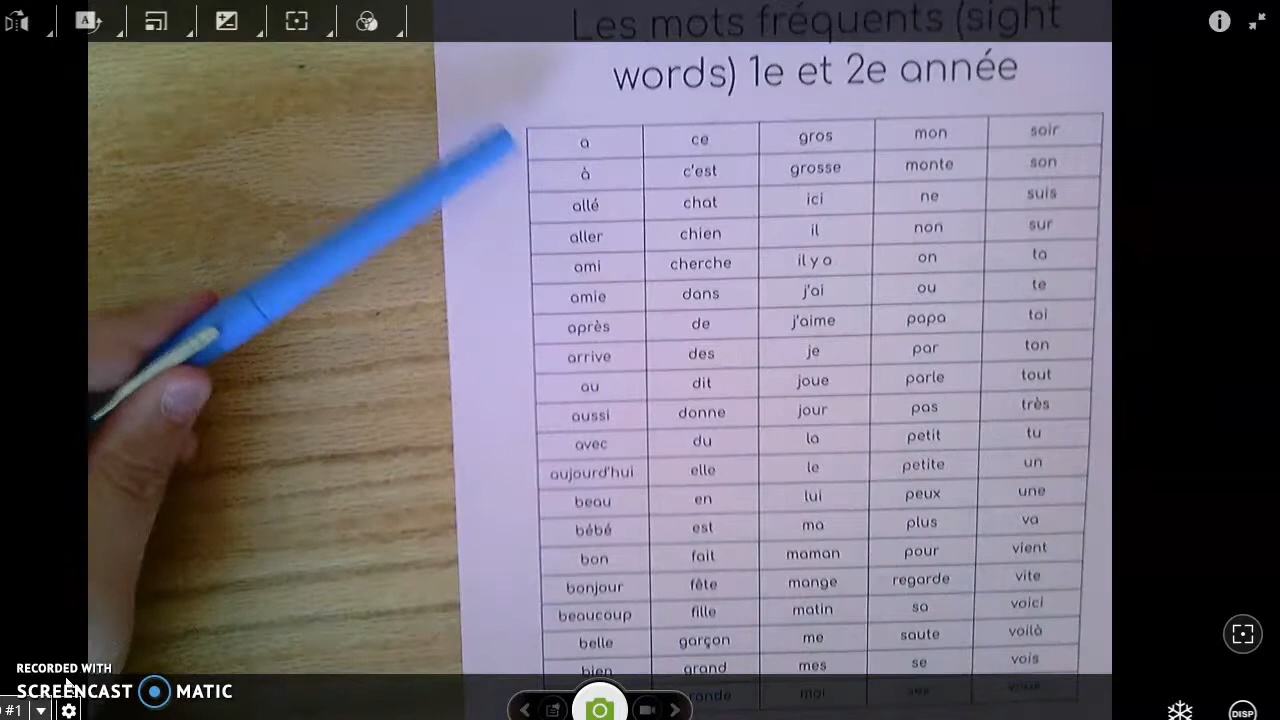 Les mots fréquents (sight
words) 1e et 2e année
a ce gros mon soir
à c'est grosse monte son
allé chat ici ne suis
aller chien il non sur
ami cherche il y a on ta
amie dans j'ai ou te
après de j'aime papa toi
arrive des je par ton
au dit joue parle tout
aussi donne jour pas très
avec du la petit tu
aujourd'hui elle le petite un
beau en lui peux une
bébé est ma plus va
bon fait maman pour vient
bonjour fête mange regarde vite
beaucoup fille matin sa voici
belle garçon me saute voilà
bien grand mes se vois
moi
RECORDED WITH
SCREENCAST MATIC
#1
DISP